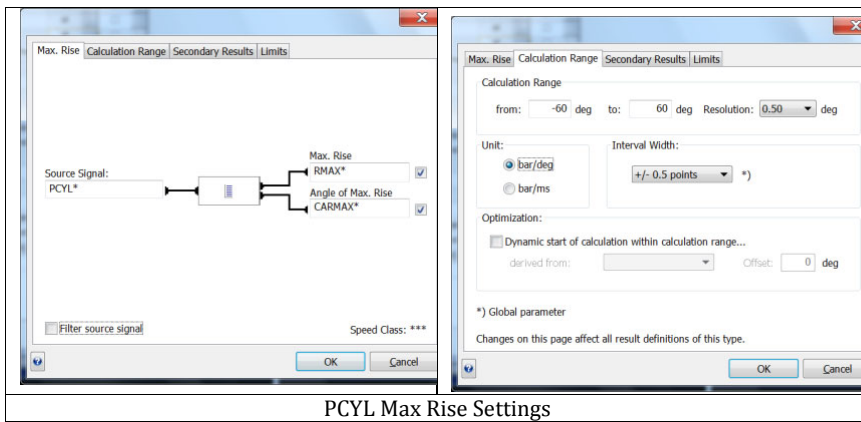 Max. Rise Calculation Range Secondary Results Limits
Max. Rise
Source Signal:
RMAX*
PCYL*
Angle of Max. Rise
CARMAX*
Filter source signal
Speed Class: ***
OK
Cancel
Max. Rise Calculation Range Secondary Results Limits
Calculation Range
from: -60 deg to: 60 deg Resolution: 0.50 deg
Unit:
Interval Width:
bar/deg
+/- 0.5 points *)
bar/ms
Optimization:
Dynamic start of calculation within calculation range...
derived from: Offset: 0 deg
*) Global parameter
Changes on this page affect all result definitions of this type.
OK
Cancel
PCYL Max Rise Settings